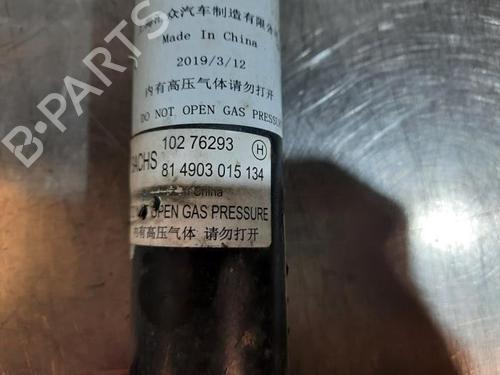 众汽车制造有限公
Made In China
2019/3/12
内有高压气体请勿打开
DO NOT OPEN GAS PRESSURE
SACHS
102 76293 H
81 4903 015 134
China
OPEN GAS PRESSURE
内有高压气体 请勿打开
B-PARTS